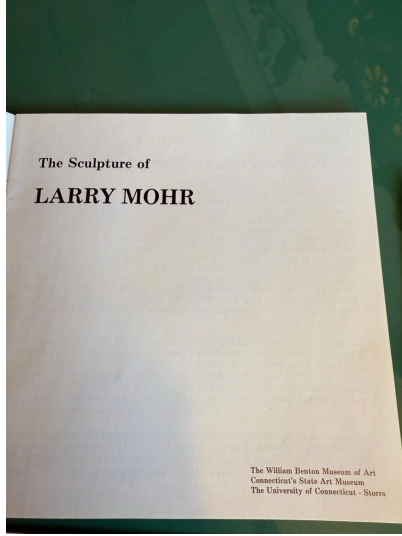 The Sculpture of
LARRY MOHR
The William Benton Museum of Art
Connecticut's State Art Museum
The University of Connecticut - Storrs